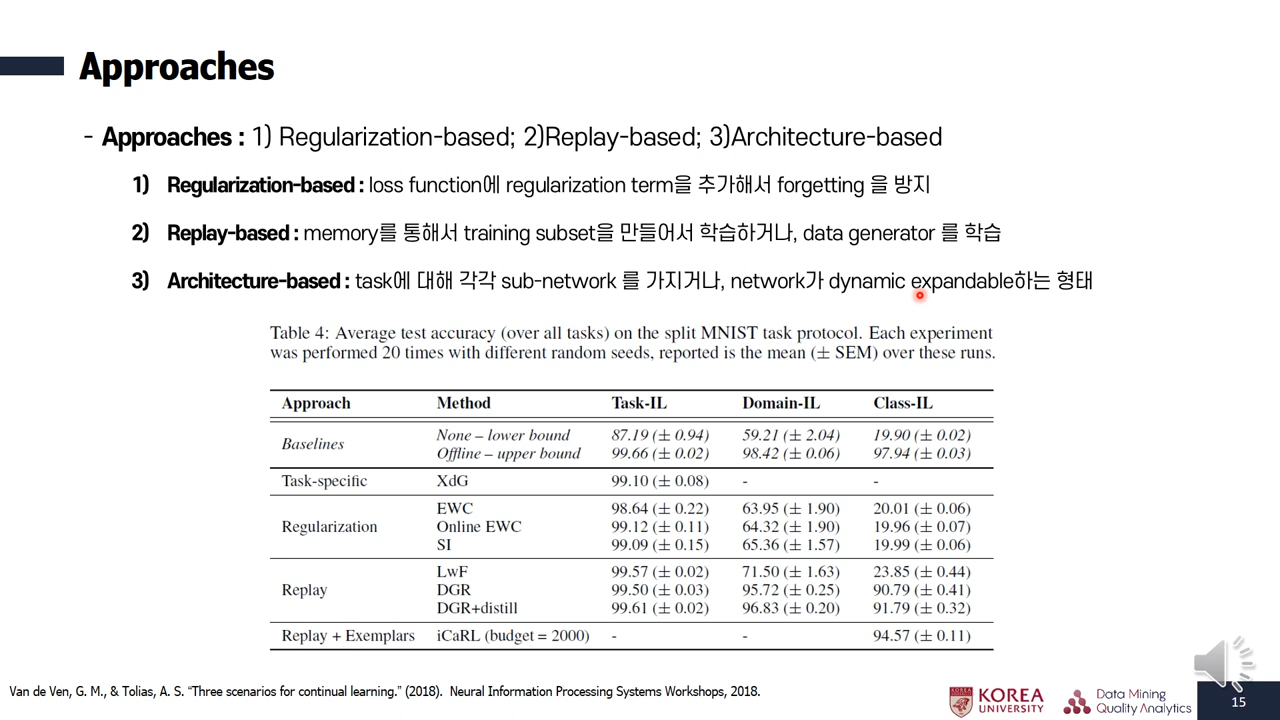 Approaches
- Approaches : 1) Regularization-based; 2)Replay-based; 3)Architecture-based
1) Regularization-based : loss function에 regularization term을 추가해서 forgetting 을 방지
2) Replay-based : memory를 통해서 training subset을 만들어서 학습하거나, data generator 를 학습
3) Architecture-based : task에 대해 각각 sub-network 를 가지거나, network가 dynamic expandable하는 형태
Table 4: Average test accuracy (over all tasks) on the split MNIST task protocol. Each experiment
was performed 20 times with different random seeds, reported is the mean (± SEM) over these runs.
Approach Method Task-IL Domain-IL Class-IL
Baselines None – lower bound 87.19 (± 0.94) 59.21 (± 2.04) 19.90 (± 0.02)
Offline – upper bound 99.66 (± 0.02) 98.42 (± 0.06) 97.94 (± 0.03)
Task-specific XdG 99.10 (± 0.08) - -
Regularization EWC 98.64 (± 0.22) 63.95 (± 1.90) 20.01 (± 0.06)
Online EWC 99.12 (± 0.11) 64.32 (± 1.90) 19.96 (± 0.07)
SI 99.09 (± 0.15) 65.36 (± 1.57) 19.99 (± 0.06)
Replay LwF 99.57 (± 0.02) 71.50 (± 1.63) 23.85 (± 0.44)
DGR 99.50 (± 0.03) 95.72 (± 0.25) 90.79 (± 0.41)
DGR+distill 99.61 (± 0.02) 96.83 (± 0.20) 91.79 (± 0.32)
Replay + Exemplars iCaRL (budget = 2000) - - 94.57 (± 0.11)
Van de Ven, G. M., & Tolias, A. S. “Three scenarios for continual learning.” (2018). Neural Information Processing Systems Workshops, 2018.
KOREA
UNIVERSITY
Data Mining
Quality Analytics
15